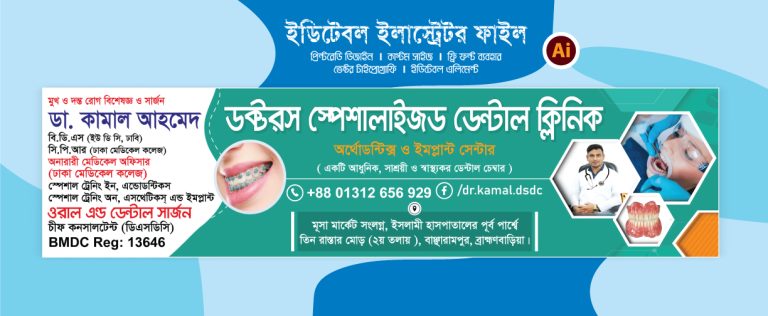 ইডিটেবল ইলাস্ট্রেটর ফাইল
প্রিন্টরেডি ডিজাইন । কাস্টম সাইজ । ফ্রি ফন্ট ব্যবহার
ভেক্টর টাইপোগ্রাফি । ইডিটেবল এলিমেন্ট
Ai
মুখ ও দন্ত রোগ বিশেষজ্ঞ ও সার্জন
ডা. কামাল আহমেদ
বি.ডি.এস (ইউ ডি সি, ঢাবি)
সি.পি.আর (ঢাকা মেডিকেল কলেজ)
অনারারী মেডিকেল অফিসার
(ঢাকা মেডিকেল কলেজ)
স্পেশাল ট্রেনিং ইন, এন্ডোডন্টিকস
স্পেশাল ট্রেনিং অন, এসথেটিকস্ এন্ড ইমপ্লান্ট
ওরাল এন্ড ডেন্টাল সার্জন
চীফ কনসালটেন্ট (ডিএসডিসি)
BMDC Reg: 13646
ডক্টরস স্পেশালাইজড ডেন্টাল ক্লিনিক
অর্থোডন্টিক্স ও ইমপ্লান্ট সেন্টার
( একটি আধুনিক, সাশ্রয়ী ও স্বাস্থ্যকর ডেন্টাল চেম্বার )
+88 01312 656 929 /dr.kamal.dsdc
মূসা মার্কেট সংলগ্ন, ইসলামী হাসপাতালের পূর্ব পার্শ্বে
তিন রাস্তার মোড় (২য় তলায় ), বাঞ্ছারামপুর, ব্রাহ্মণবাড়িয়া।